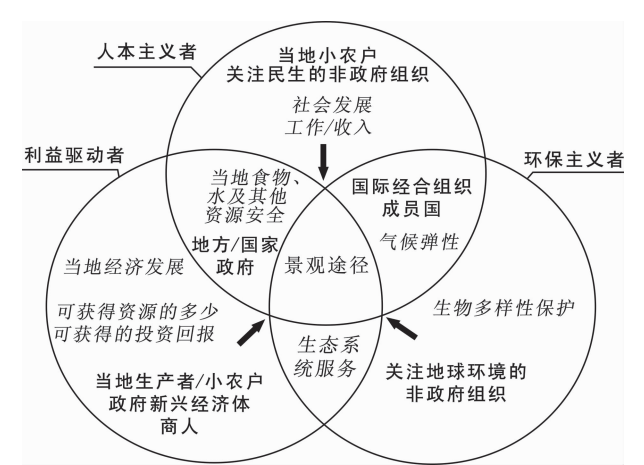 人本主义者
当地小农户
关注民生的非政府组织
社会发展
工作/收入
利益驱动者
环保主义者
当地食物、
水及其他
资源安全
地方/国家
政府
国际经合组织
成员国
气候弹性
景观途径
当地经济发展
可获得资源的多少
可获得的投资回报
生物多样性保护
生态系
统服务
当地生产者/小农户
政府新兴经济体
商人
关注地球环境的
非政府组织